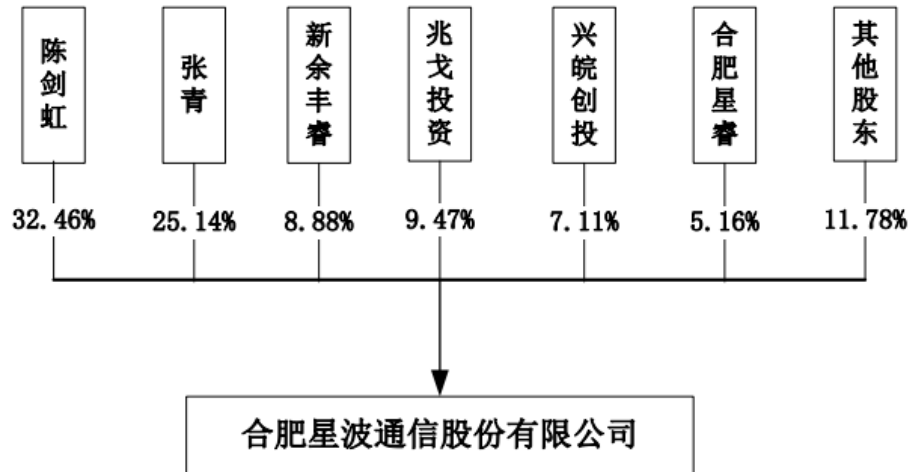 陈剑虹
张青
新余丰睿
兆戈投资
兴皖创投
合肥星睿
其他股东
32.46%
25.14%
8.88%
9.47%
7.11%
5.16%
11.78%
合肥星波通信股份有限公司